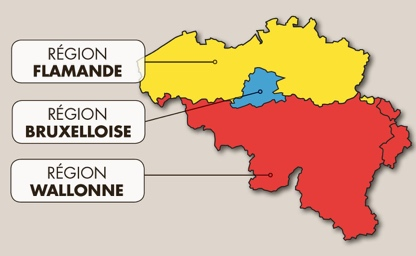 RÉGION
FLAMANDE
RÉGION
BRUXELLOISE
RÉGION
WALLONNE